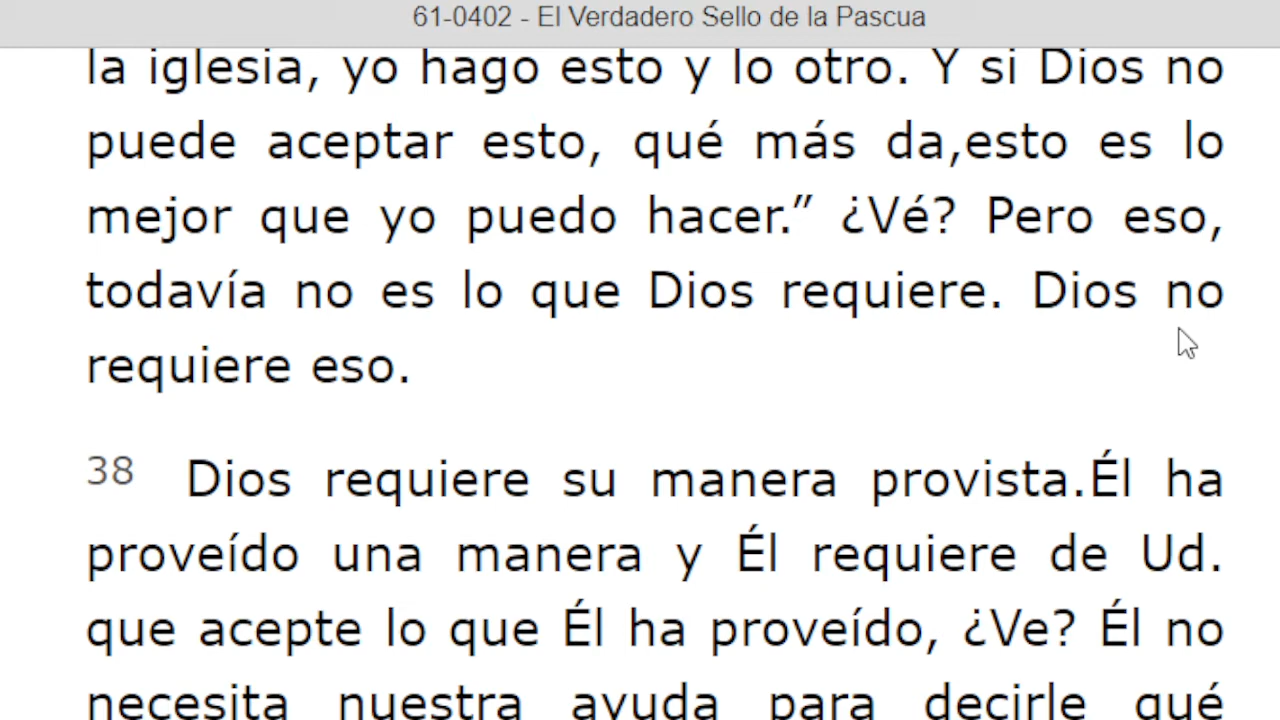 61-0402 - El Verdadero Sello de la Pascua
la iglesia, yo hago esto y lo otro. Y si Dios no
puede aceptar esto, qué más da,esto es lo
mejor que yo puedo hacer.” ¿Vé? Pero eso,
todavía no es lo que Dios requiere. Dios no
requiere eso.
38 Dios requiere su manera provista.Él ha
proveído una manera y Él requiere de Ud.
que acepte lo que Él ha proveído, ¿Ve? Él no
necesita nuestra ayuda para decirle qué